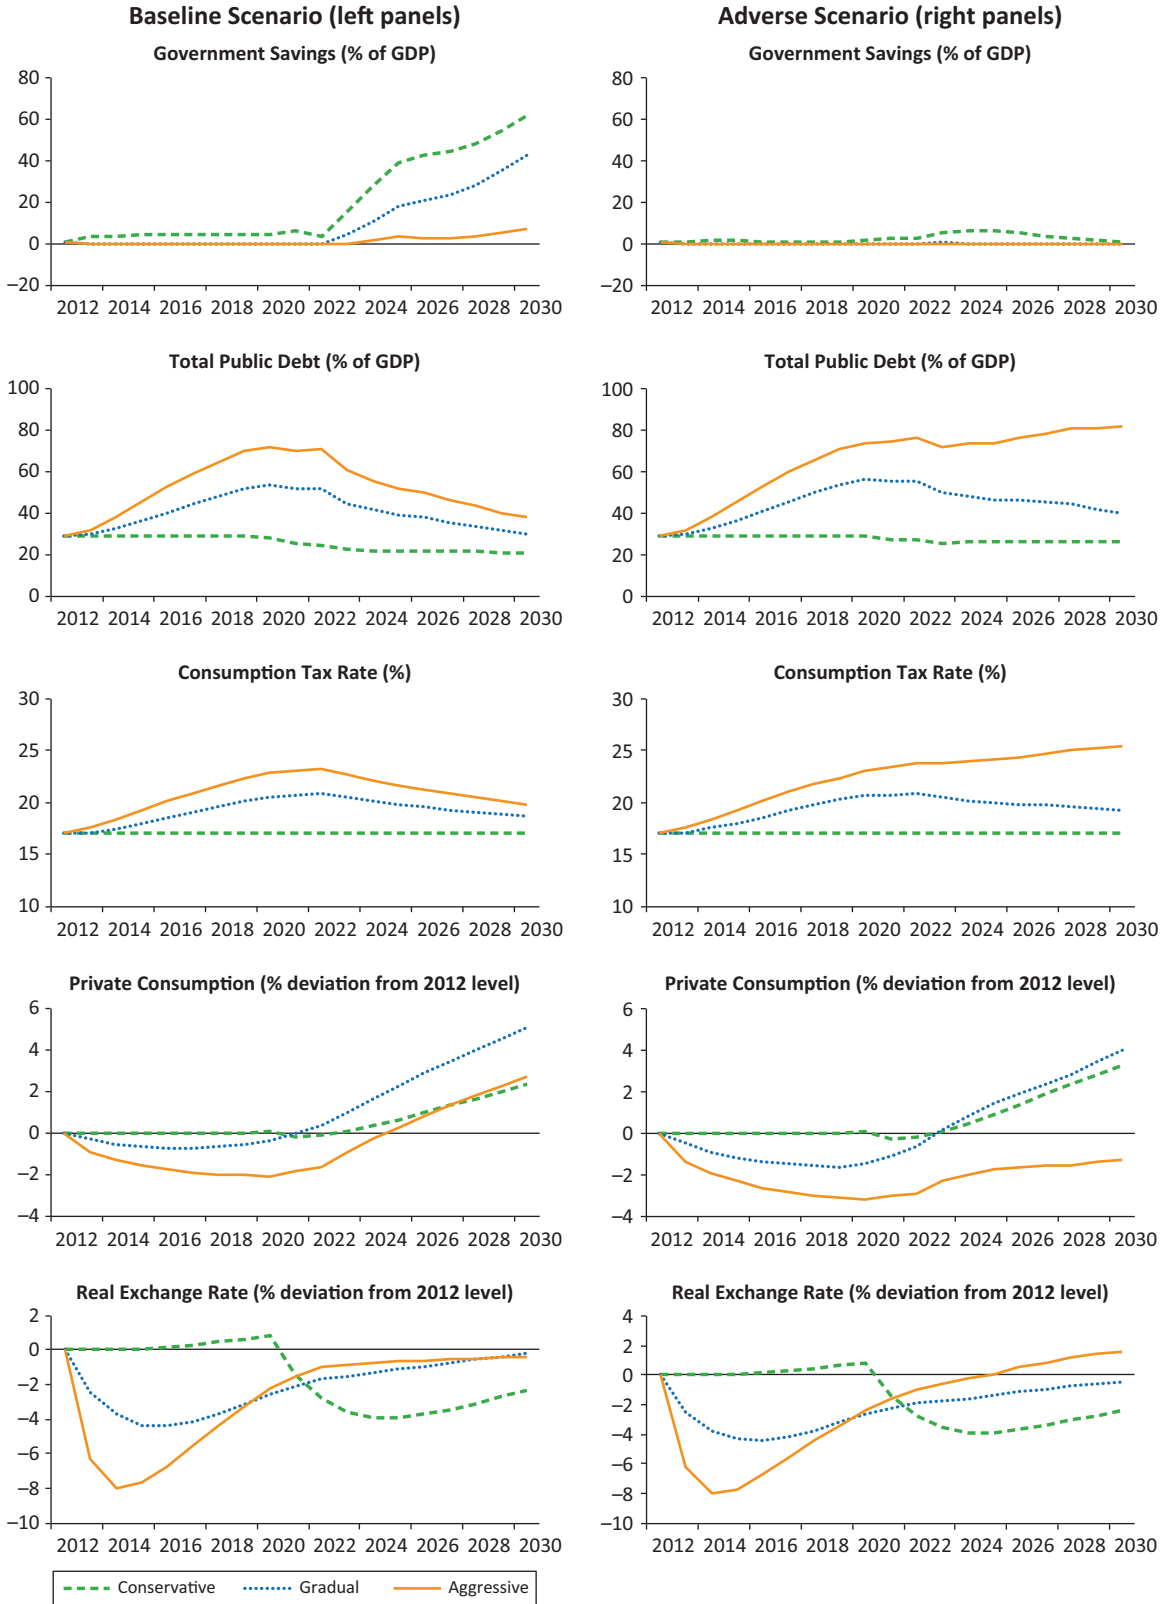 Baseline Scenario (left panels)
Adverse Scenario (right panels)
Government Savings (% of GDP)
80
60
40
20
0
–20
2012 2014 2016 2018 2020 2022 2024 2026 2028 2030
Government Savings (% of GDP)
80
60
40
20
0
–20
2012 2014 2016 2018 2020 2022 2024 2026 2028 2030
Total Public Debt (% of GDP)
100
80
60
40
20
0
2012 2014 2016 2018 2020 2022 2024 2026 2028 2030
Total Public Debt (% of GDP)
100
80
60
40
20
0
2012 2014 2016 2018 2020 2022 2024 2026 2028 2030
Consumption Tax Rate (%)
30
25
20
15
10
2012 2014 2016 2018 2020 2022 2024 2026 2028 2030
Consumption Tax Rate (%)
30
25
20
15
10
2012 2014 2016 2018 2020 2022 2024 2026 2028 2030
Private Consumption (% deviation from 2012 level)
6
4
2
0
–2
–4
2012 2014 2016 2018 2020 2022 2024 2026 2028 2030
Private Consumption (% deviation from 2012 level)
6
4
2
0
–2
–4
2012 2014 2016 2018 2020 2022 2024 2026 2028 2030
Real Exchange Rate (% deviation from 2012 level)
2
0
–2
–4
–6
–8
–10
2012 2014 2016 2018 2020 2022 2024 2026 2028 2030
Real Exchange Rate (% deviation from 2012 level)
4
2
0
–2
–4
–6
–8
–10
2012 2014 2016 2018 2020 2022 2024 2026 2028 2030
Conservative Gradual Aggressive